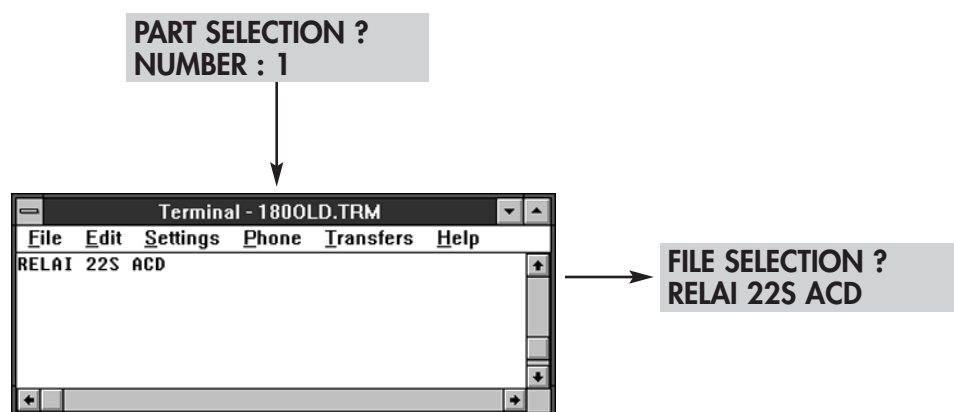 PART SELECTION ?
NUMBER : 1
Terminal - 180OLD.TRM
File Edit Settings Phone Transfers Help
RELAI 22S ACD
FILE SELECTION ?
RELAI 22S ACD